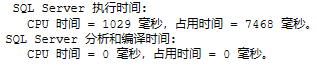 SQL Server 执行时间:
CPU 时间 = 1029 毫秒，占用时间 = 7468 毫秒。
SQL Server 分析和编译时间:
CPU 时间 = 0 毫秒，占用时间 = 0 毫秒。